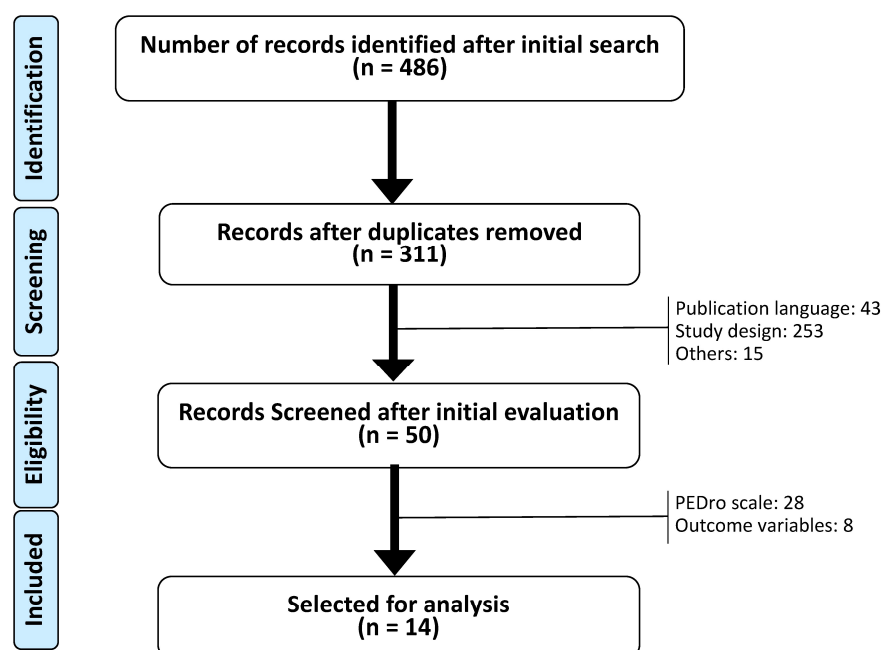 Identification
Number of records identified after initial search
(n = 486)
Screening
Records after duplicates removed
(n = 311)
Publication language: 43
Study design: 253
Others: 15
Eligibility
Records Screened after initial evaluation
(n = 50)
PEDro scale: 28
Outcome variables: 8
Included
Selected for analysis
(n = 14)